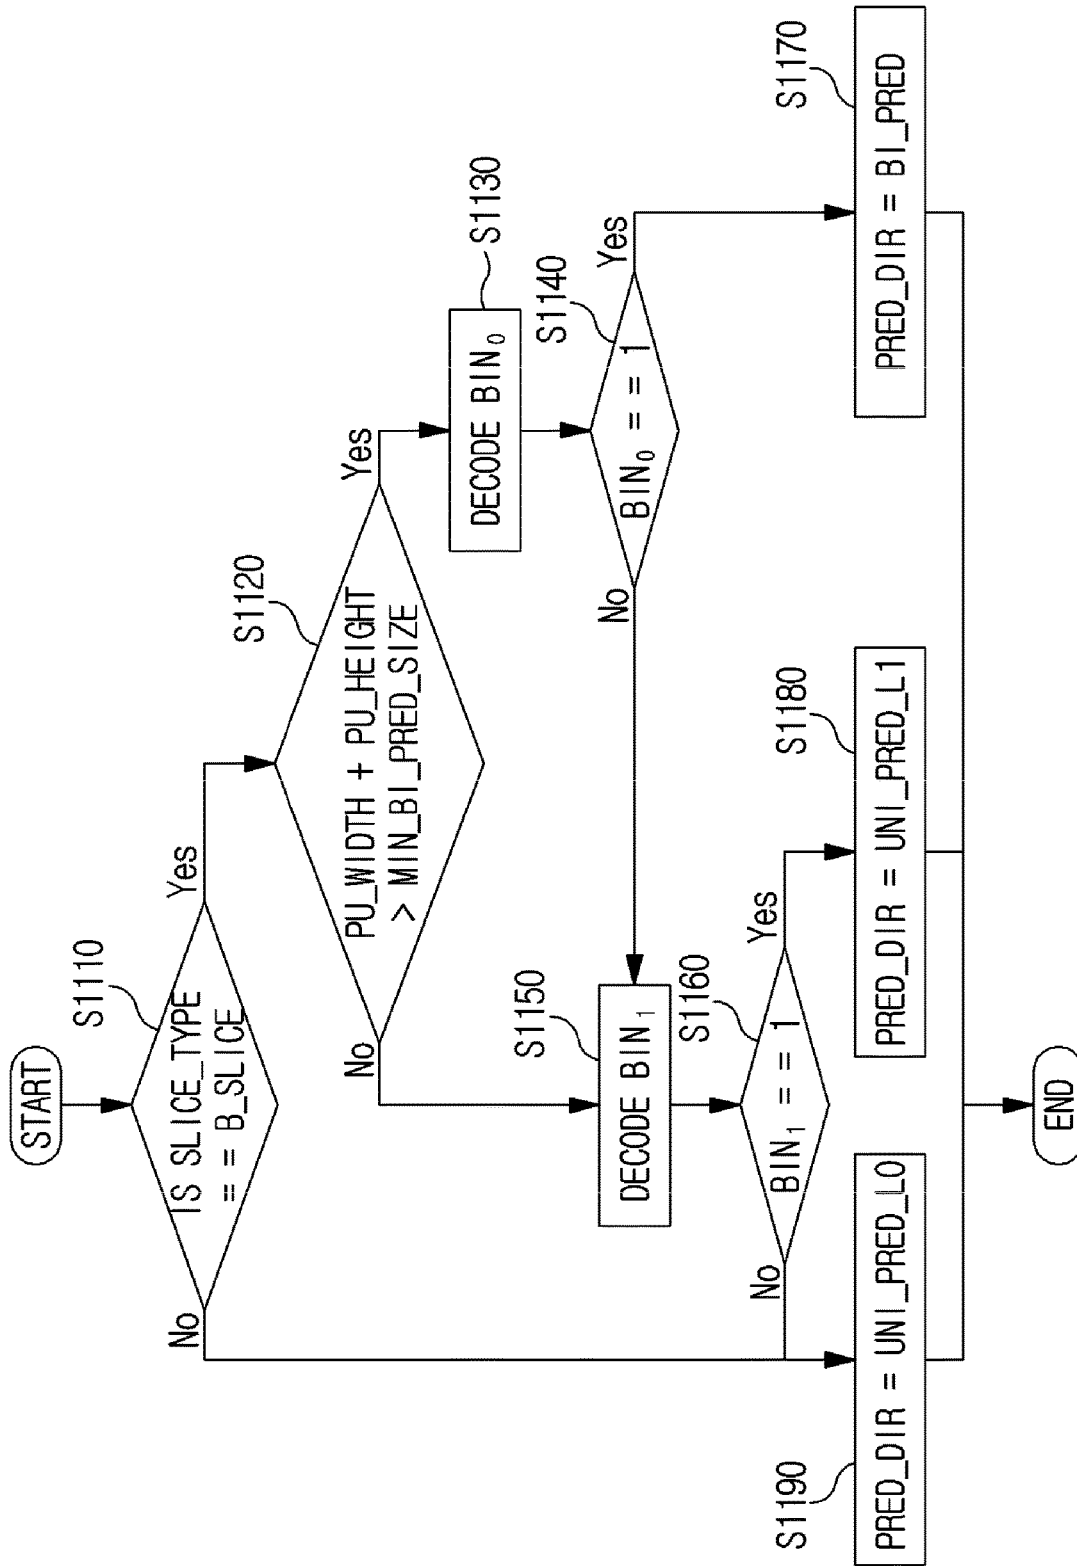 START
S1110
IS SLICE_TYPE
= = B_SLICE
No
Yes
S1120
PU_WIDTH + PU_HEIGHT
> MIN_BI_PRED_SIZE
No
Yes
S1130
DECODE BIN₀
S1140
BIN₀ = = 1
No
Yes
S1150
DECODE BIN₁
S1160
BIN₁ = = 1
No
Yes
S1190
PRED_DIR = UNI_PRED_L0
S1180
PRED_DIR = UNI_PRED_L1
S1170
PRED_DIR = BI_PRED
END